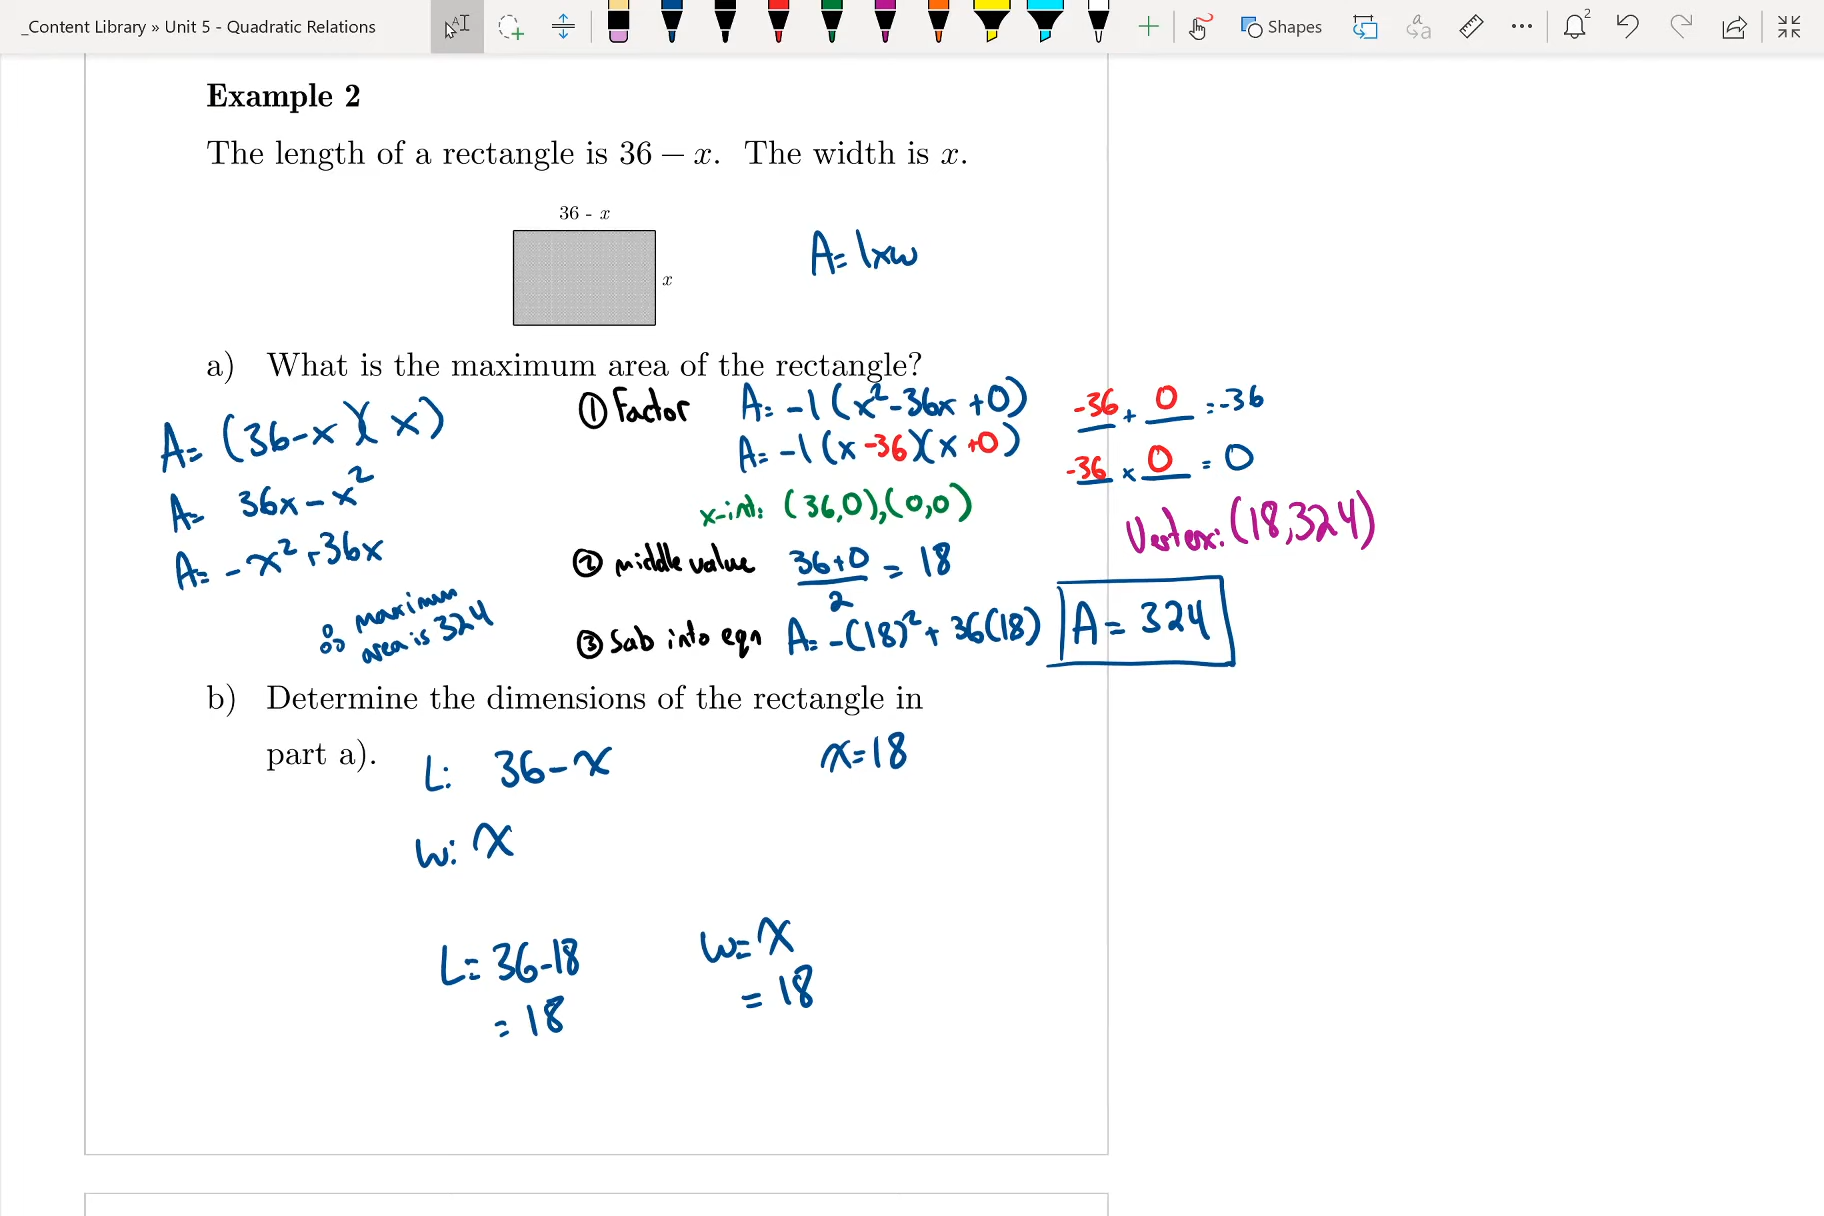 _Content Library » Unit 5 - Quadratic Relations
Shapes
2
Example 2
The length of a rectangle is 36 − x. The width is x.
36 - x
x
A= l×w
a) What is the maximum area of the rectangle?
A= (36-x)(x)
A= 36x-x²
A= -x²+36x
∴ maximum
area is 324
① Factor A= -1(x²-36x+0)
A= -1(x-36)(x+0)
x-int: (36,0),(0,0)
② middle value 36+0/2 = 18
③ Sub into eqn A= -(18)²+ 36(18)
A= 324
-36 + 0 = -36
-36 × 0 = 0
Vertex: (18,324)
b) Determine the dimensions of the rectangle in
part a).
L: 36-x
x=18
w: x
L= 36-18
= 18
w= x
= 18